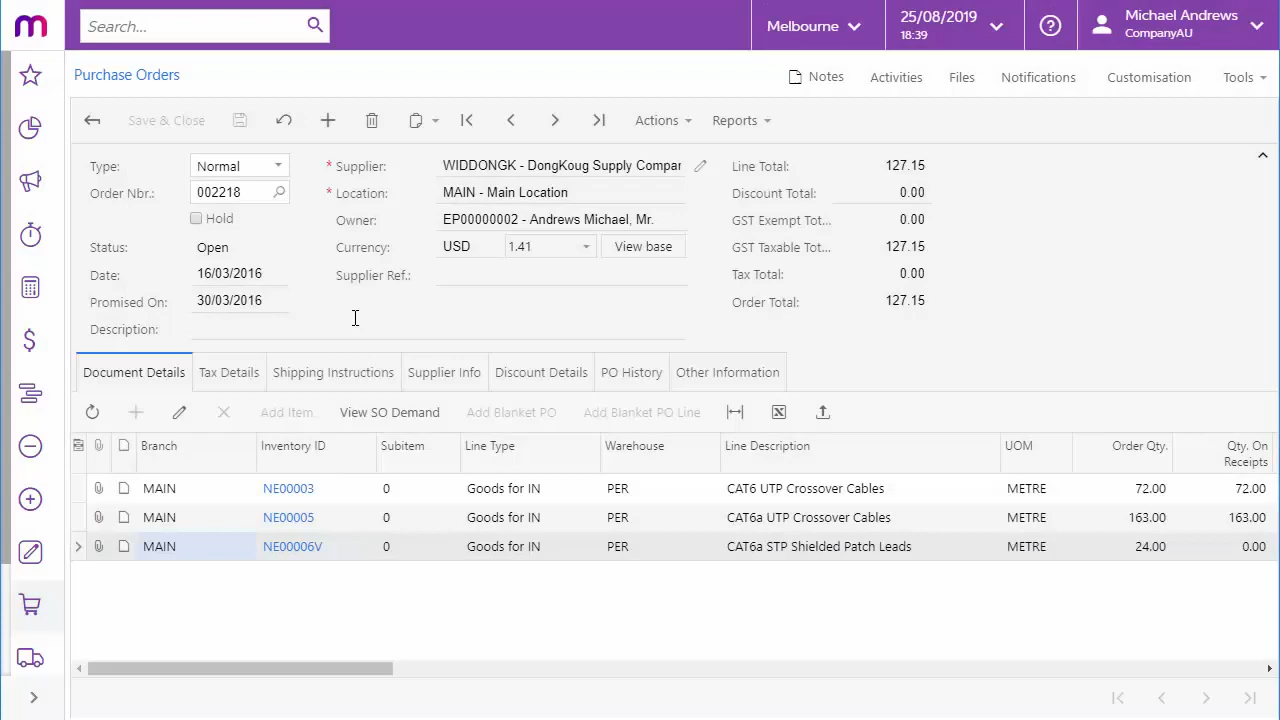 Search...
Melbourne
25/08/2019
18:39
Michael Andrews
CompanyAU
Purchase Orders
Notes Activities Files Notifications Customisation Tools
Save & Close Actions Reports
Type: Normal * Supplier: WIDDONGK - DongKoug Supply Compar Line Total: 127.15
Order Nbr.: 002218 * Location: MAIN - Main Location Discount Total: 0.00
Hold Owner: EP00000002 - Andrews Michael, Mr. GST Exempt Tot... 0.00
Status: Open Currency: USD 1.41 View base GST Taxable Tot... 127.15
Date: 16/03/2016 Supplier Ref.: Tax Total: 0.00
Promised On: 30/03/2016 Order Total: 127.15
Description:
Document Details Tax Details Shipping Instructions Supplier Info Discount Details PO History Other Information
Add Item... View SO Demand Add Blanket PO Add Blanket PO Line
Branch Inventory ID Subitem Line Type Warehouse Line Description UOM Order Qty. Qty. On Receipts
MAIN NE00003 0 Goods for IN PER CAT6 UTP Crossover Cables METRE 72.00 72.00
MAIN NE00005 0 Goods for IN PER CAT6a UTP Crossover Cables METRE 163.00 163.00
MAIN NE00006V 0 Goods for IN PER CAT6a STP Shielded Patch Leads METRE 24.00 0.00